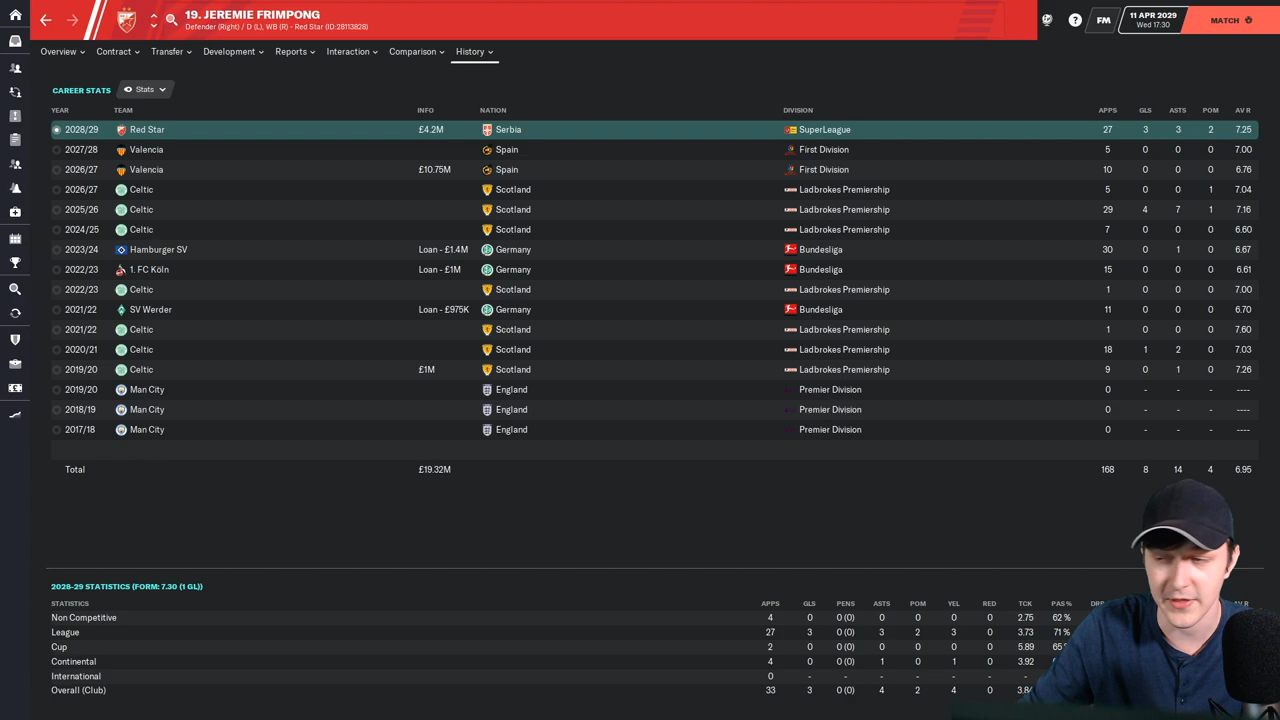 19. JEREMIE FRIMPONG
Defender (Right) / D (L), WB (R) - Red Star (ID:28113828)
FM
11 APR 2029
Wed 17:30
MATCH
Overview Contract Transfer Development Reports Interaction Comparison History
CAREER STATS Stats
YEAR TEAM INFO NATION DIVISION APPS GLS ASTS POM AV R
2028/29 Red Star £4.2M Serbia SuperLeague 27 3 3 2 7.25
2027/28 Valencia Spain First Division 5 0 0 0 7.00
2026/27 Valencia £10.75M Spain First Division 10 0 0 0 6.76
2026/27 Celtic Scotland Ladbrokes Premiership 5 0 0 1 7.04
2025/26 Celtic Scotland Ladbrokes Premiership 29 4 7 1 7.16
2024/25 Celtic Scotland Ladbrokes Premiership 7 0 0 0 6.60
2023/24 Hamburger SV Loan - £1.4M Germany Bundesliga 30 0 1 0 6.67
2022/23 1. FC Köln Loan - £1M Germany Bundesliga 15 0 0 0 6.61
2022/23 Celtic Scotland Ladbrokes Premiership 1 0 0 0 7.00
2021/22 SV Werder Loan - £975K Germany Bundesliga 11 0 0 0 6.70
2021/22 Celtic Scotland Ladbrokes Premiership 1 0 0 0 7.60
2020/21 Celtic Scotland Ladbrokes Premiership 18 1 2 0 7.03
2019/20 Celtic £1M Scotland Ladbrokes Premiership 9 0 1 0 7.26
2019/20 Man City England Premier Division 0 - - - ----
2018/19 Man City England Premier Division 0 - - - ----
2017/18 Man City England Premier Division 0 - - - ----
Total £19.32M 168 8 14 4 6.95
2028-29 STATISTICS (FORM: 7.30 (1 GL))
STATISTICS APPS GLS PENS ASTS POM YEL RED TCK PAS % AV R
Non Competitive 4 0 0 (0) 0 0 0 0 2.75 62 %
League 27 3 0 (0) 3 2 3 0 3.73 71 %
Cup 2 0 0 (0) 0 0 0 0 5.89
Continental 4 0 0 (0) 1 0 1 0 3.92
International 0 - - - - - - -
Overall (Club) 33 3 0 (0) 4 2 4 0